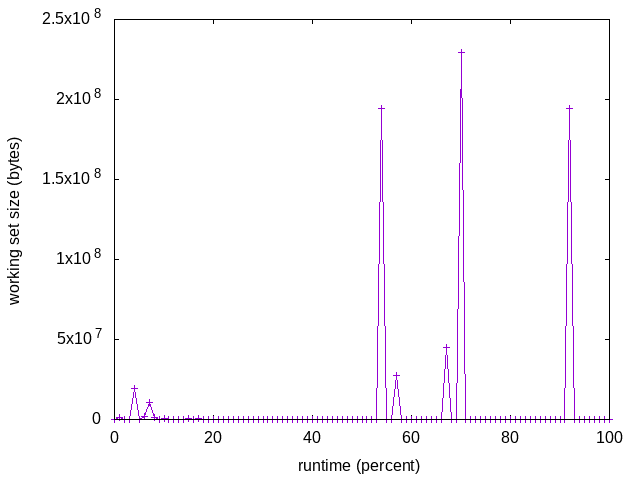 2.5x10^8
2x10^8
1.5x10^8
1x10^8
5x10^7
0
0 20 40 60 80 100
working set size (bytes)
runtime (percent)